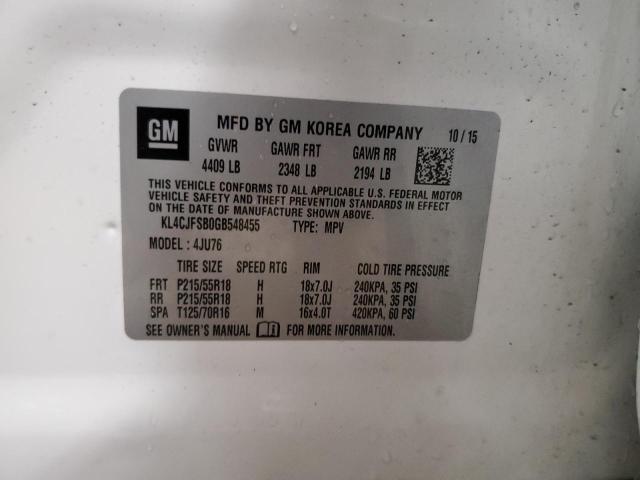 GM
MFD BY GM KOREA COMPANY 10/15
GVWR GAWR FRT GAWR RR
4409 LB 2348 LB 2194 LB
THIS VEHICLE CONFORMS TO ALL APPLICABLE U.S. FEDERAL MOTOR
VEHICLE SAFETY AND THEFT PREVENTION STANDARDS IN EFFECT
ON THE DATE OF MANUFACTURE SHOWN ABOVE.
KL4CJFSB0GB548455 TYPE: MPV
MODEL : 4JU76
TIRE SIZE SPEED RTG RIM COLD TIRE PRESSURE
FRT P215/55R18 H 18x7.0J 240KPA, 35 PSI
RR P215/55R18 H 18x7.0J 240KPA, 35 PSI
SPA T125/70R16 M 16x4.0T 420KPA, 60 PSI
SEE OWNER'S MANUAL FOR MORE INFORMATION.